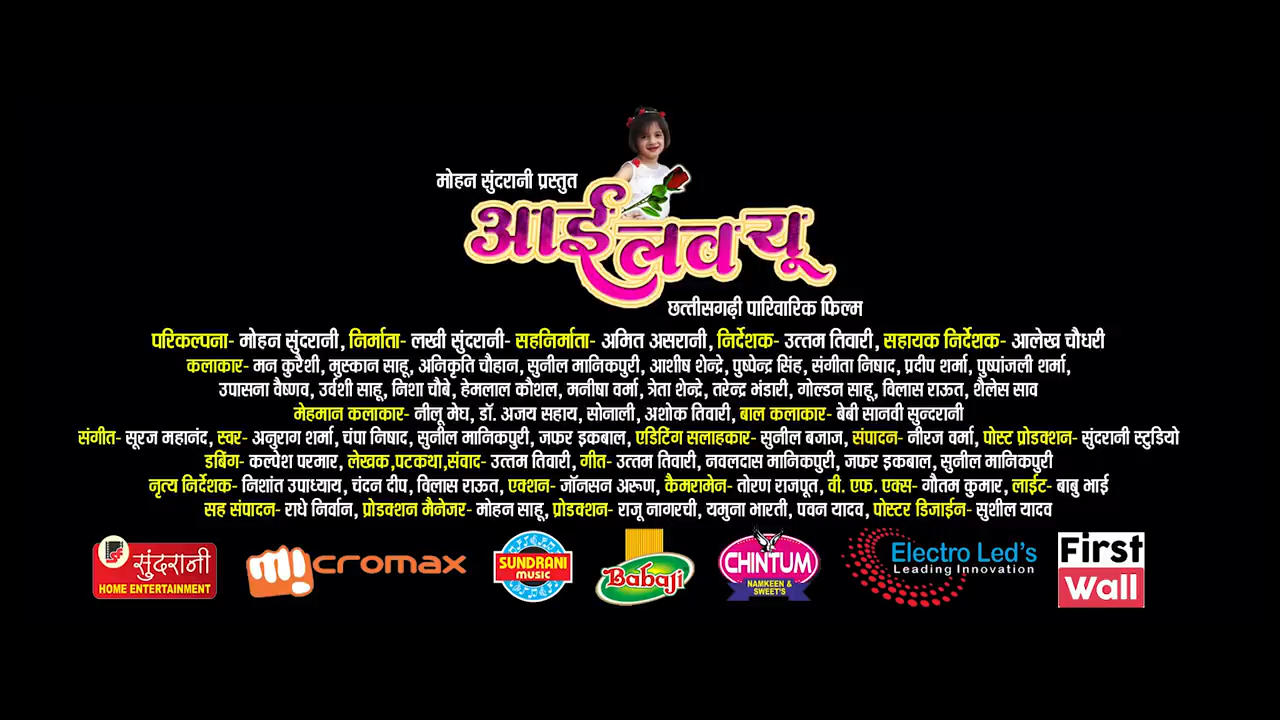 मोहन सुंदरानी प्रस्तुत
आई लव यू
छत्तीसगढ़ी पारिवारिक फिल्म
परिकल्पना- मोहन सुंदरानी, निर्माता- लखी सुंदरानी- सहनिर्माता- अमित असरानी, निर्देशक- उत्तम तिवारी, सहायक निर्देशक- आलेख चौधरी
कलाकार- मन कुरैशी, मुस्कान साहू, अनिकृति चौहान, सुनील मानिकपुरी, आशीष शेन्द्रे, पुष्पेन्द्र सिंह, संगीता निषाद, प्रदीप शर्मा, पुष्पांजली शर्मा,
उपासना वैष्णव, उर्वशी साहू, निशा चौबे, हेमलाल कौशल, मनीषा वर्मा, त्रेता शेन्द्रे, तरेन्द्र भंडारी, गोल्डन साहू, विलास राऊत, शैलेस साव
मेहमान कलाकार- नीलू मेघ, डॉ. अजय सहाय, सोनाली, अशोक तिवारी, बाल कलाकार- बेबी सानवी सुन्दरानी
संगीत- सूरज महानंद, स्वर- अनुराग शर्मा, चंपा निषाद, सुनील मानिकपुरी, जफर इकबाल, एडिटिंग सलाहकार- सुनील बजाज, संपादन- नीरज वर्मा, पोस्ट प्रोडक्शन- सुंदरानी स्टुडियो
डबिंग- कल्पेश परमार, लेखक,पटकथा,संवाद- उत्तम तिवारी, गीत- उत्तम तिवारी, नवलदास मानिकपुरी, जफर इकबाल, सुनील मानिकपुरी
नृत्य निर्देशक- निशांत उपाध्याय, चंदन दीप, विलास राऊत, एक्शन- जॉनसन अरूण, कैमरामेन- तोरण राजपूत, वी. एफ. एक्स- गौतम कुमार, लाईट- बाबु भाई
सह संपादन- राधे निर्वान, प्रोडक्शन मैनेजर- मोहन साहू, प्रोडक्शन- राजू नागरची, यमुना भारती, पवन यादव, पोस्टर डिजाईन- सुशील यादव
सुंदरानी
HOME ENTERTAINMENT
micromax
SUNDRANI
MUSIC
Babaji
CHINTUM
NAMKEEN &
SWEET'S
Electro Led's
Leading Innovation
First
Wall